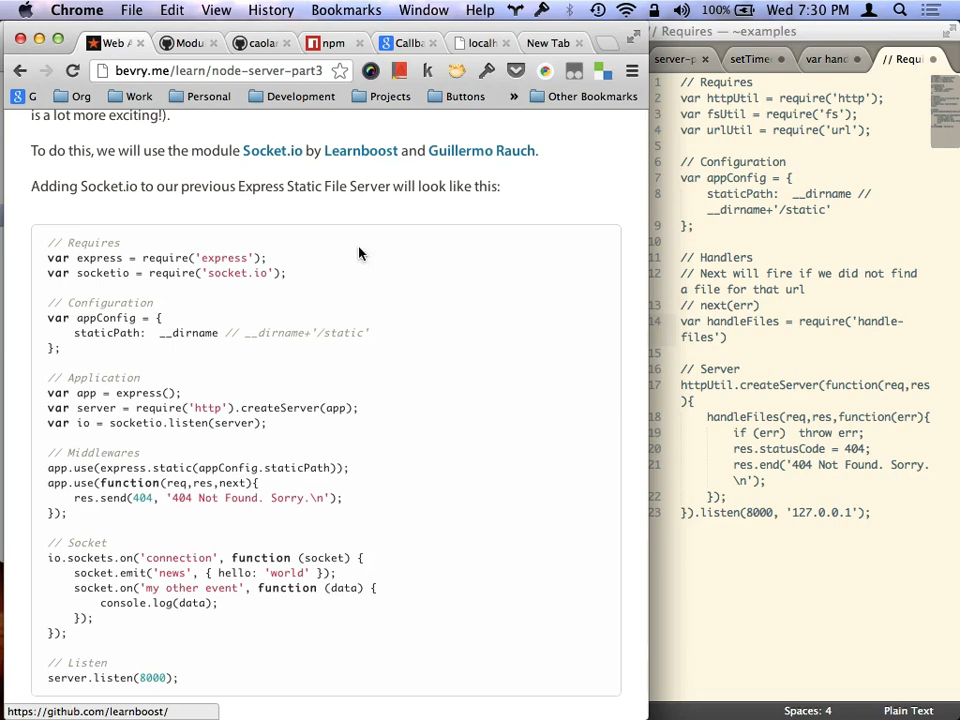 Chrome File Edit View History Bookmarks Window Help 100% Wed 7:30 PM
// Requires — ~examples
Web A Modu caolan npm Callba localh New Tab
server-p setTime var hand // Requi
bevry.me/learn/node-server-part3
G Org Work Personal Development Projects Buttons » Other Bookmarks
is a lot more exciting!).
To do this, we will use the module Socket.io by Learnboost and Guillermo Rauch.
Adding Socket.io to our previous Express Static File Server will look like this:
// Requires
var express = require('express');
var socketio = require('socket.io');
// Configuration
var appConfig = {
staticPath:  __dirname // __dirname+'/static'
};
// Application
var app = express();
var server = require('http').createServer(app);
var io = socketio.listen(server);
// Middlewares
app.use(express.static(appConfig.staticPath));
app.use(function(req,res,next){
res.send(404, '404 Not Found. Sorry.\n');
});
// Socket
io.sockets.on('connection', function (socket) {
socket.emit('news', { hello: 'world' });
socket.on('my other event', function (data) {
console.log(data);
});
});
// Listen
server.listen(8000);
https://github.com/learnboost/
1 // Requires
2 var httpUtil = require('http');
3 var fsUtil = require('fs');
4 var urlUtil = require('url');
5
6 // Configuration
7 var appConfig = {
8 staticPath:  __dirname //
__dirname+'/static'
9 };
10
11 // Handlers
12 // Next will fire if we did not find
a file for that url
13 // next(err)
14 var handleFiles = require('handle-
files')
15
16 // Server
17 httpUtil.createServer(function(req,res
){
18 handleFiles(req,res,function(err){
19 if (err)  throw err;
20 res.statusCode = 404;
21 res.end('404 Not Found. Sorry.
\n');
22 });
23 }).listen(8000, '127.0.0.1');
Spaces: 4 Plain Text